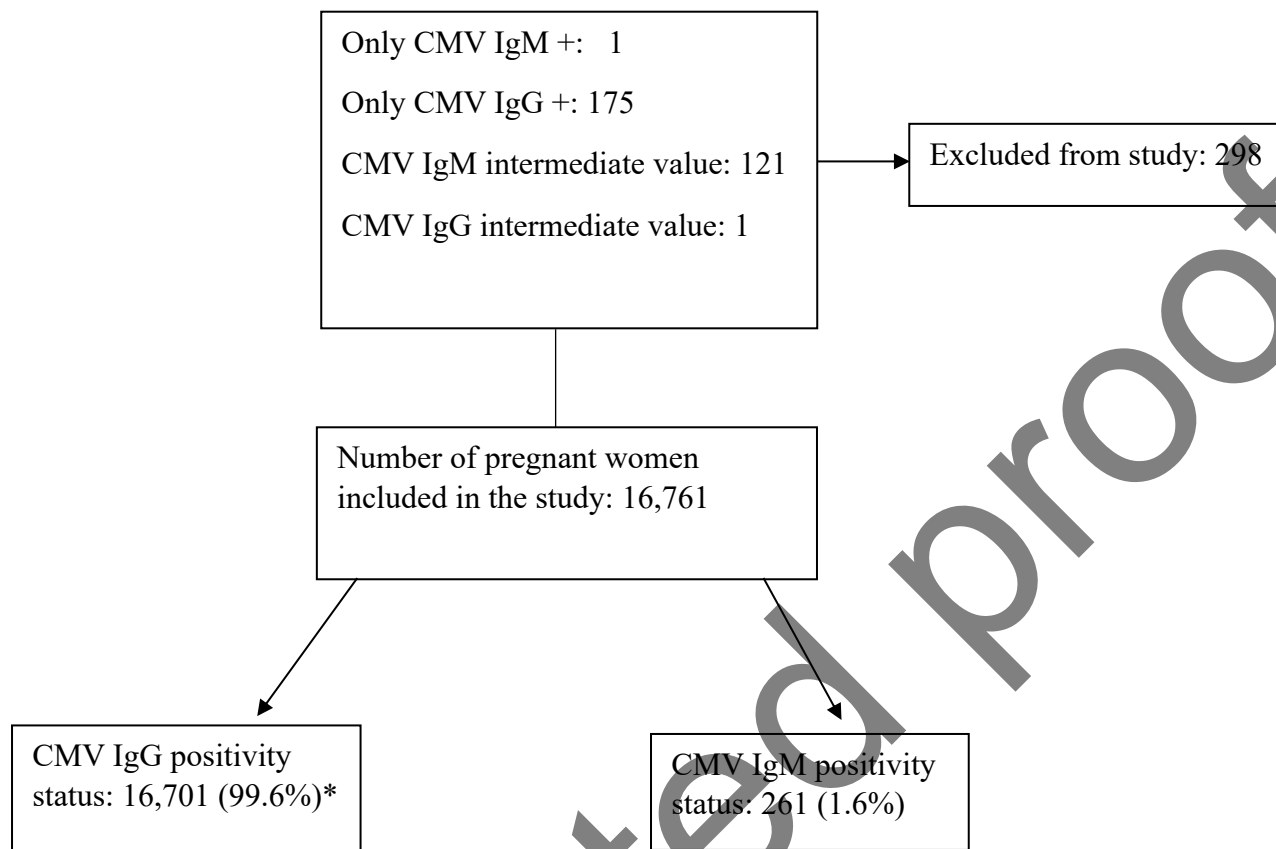 Only CMV IgM +: 1
Only CMV IgG +: 175
CMV IgM intermediate value: 121
CMV IgG intermediate value: 1
Excluded from study: 298
Number of pregnant women
included in the study: 16,761
CMV IgG positivity
status: 16,701 (99.6%)*
CMV IgM positivity
status: 261 (1.6%)
ted proof